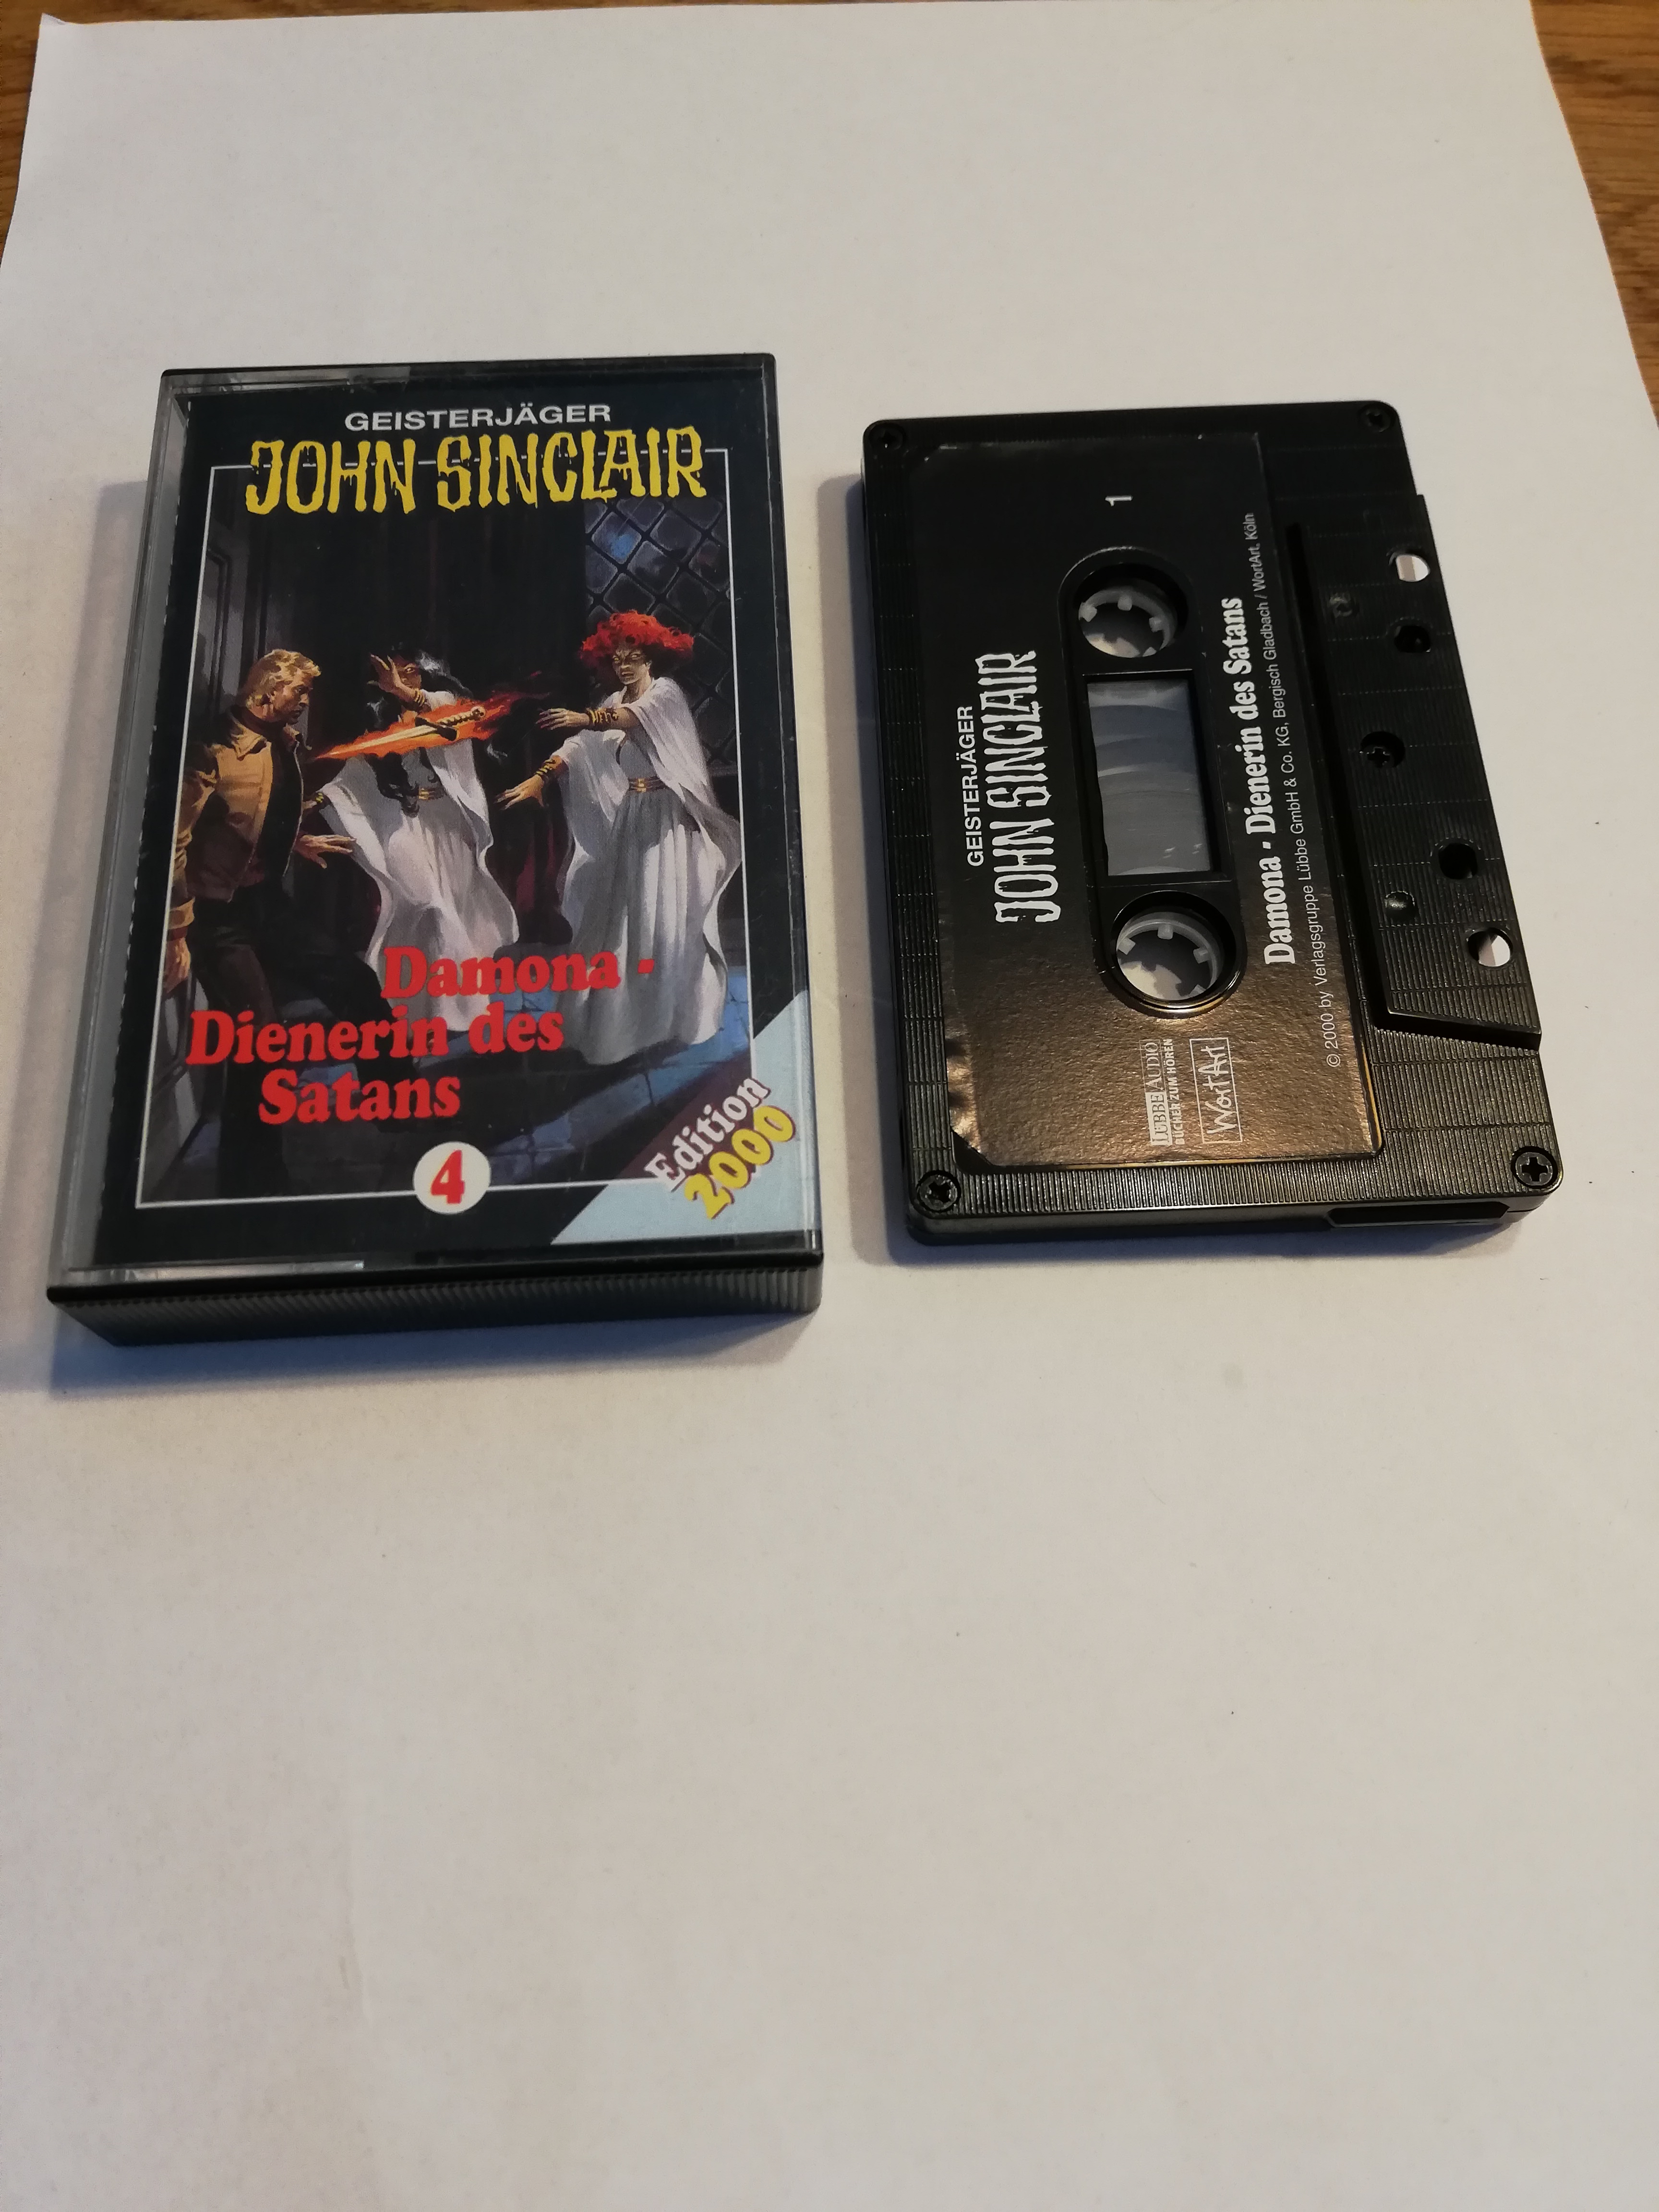 GEISTERJÄGER
JOHN SINCLAIR
Damona -
Dienerin des
Satans
4
Edition
2000
1
GEISTERJÄGER
JOHN SINCLAIR
LÜBBE AUDIO
BÜCHER ZUM HÖREN
WortArt
Damona - Dienerin des Satans
© 2000 by Verlagsgruppe Lübbe GmbH & Co. KG, Bergisch Gladbach / WortArt, Köln